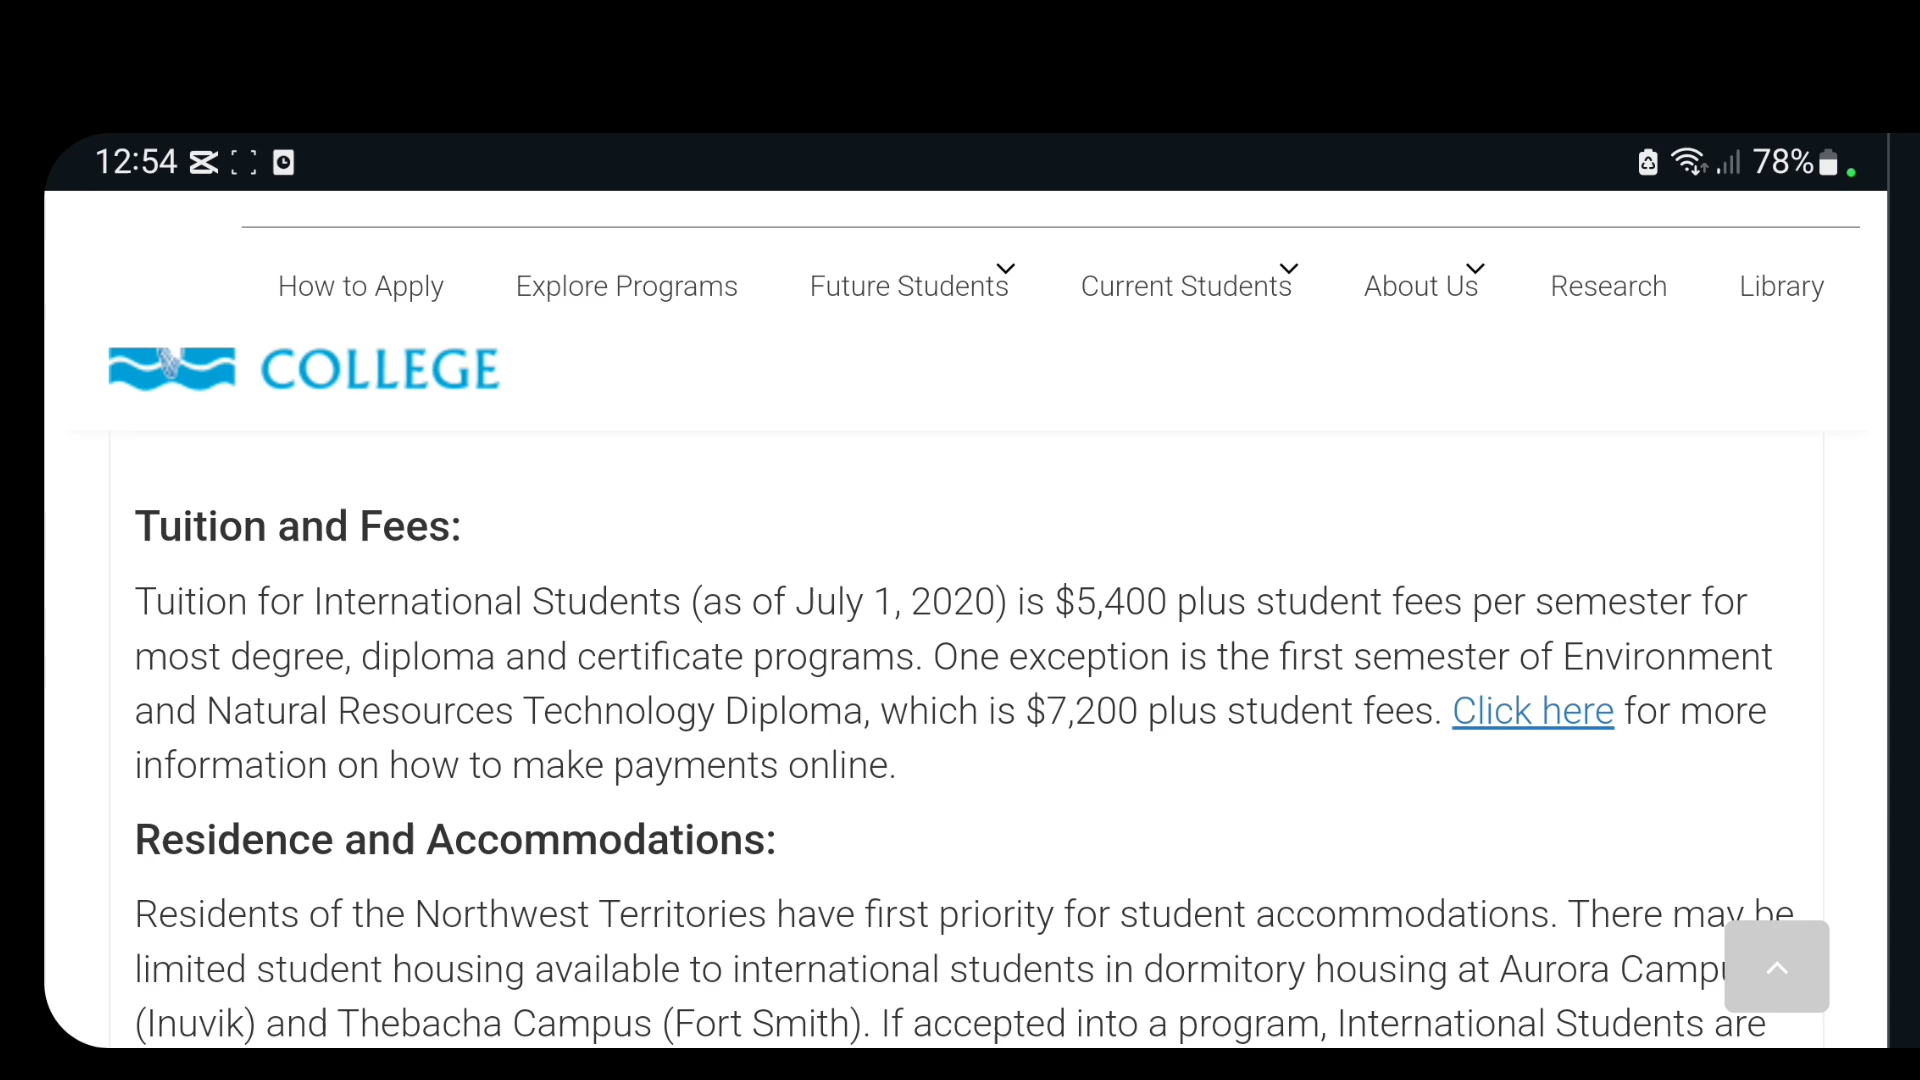 12:54 78%
How to Apply Explore Programs Future Students Current Students About Us Research Library
COLLEGE
Tuition and Fees:
Tuition for International Students (as of July 1, 2020) is $5,400 plus student fees per semester for
most degree, diploma and certificate programs. One exception is the first semester of Environment
and Natural Resources Technology Diploma, which is $7,200 plus student fees. Click here for more
information on how to make payments online.
Residence and Accommodations:
Residents of the Northwest Territories have first priority for student accommodations. There may be
limited student housing available to international students in dormitory housing at Aurora
(Inuvik) and Thebacha Campus (Fort Smith). If accepted into a program, International Students are